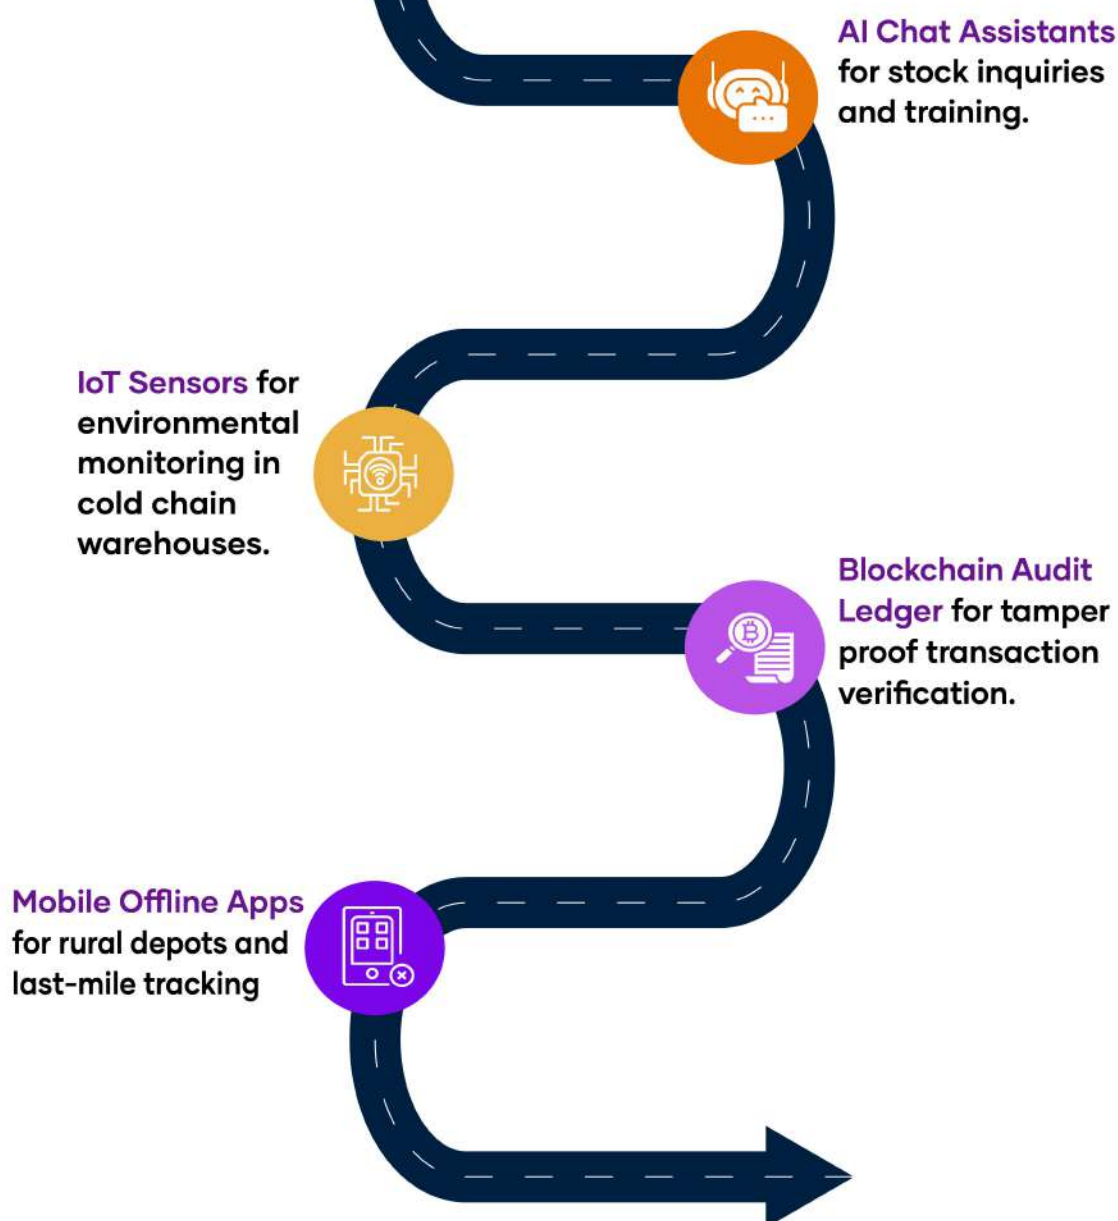 AI Chat Assistants
for stock inquiries
and training.
IoT Sensors for
environmental
monitoring in
cold chain
warehouses.
Blockchain Audit
Ledger for tamper
proof transaction
verification.
Mobile Offline Apps
for rural depots and
last-mile tracking